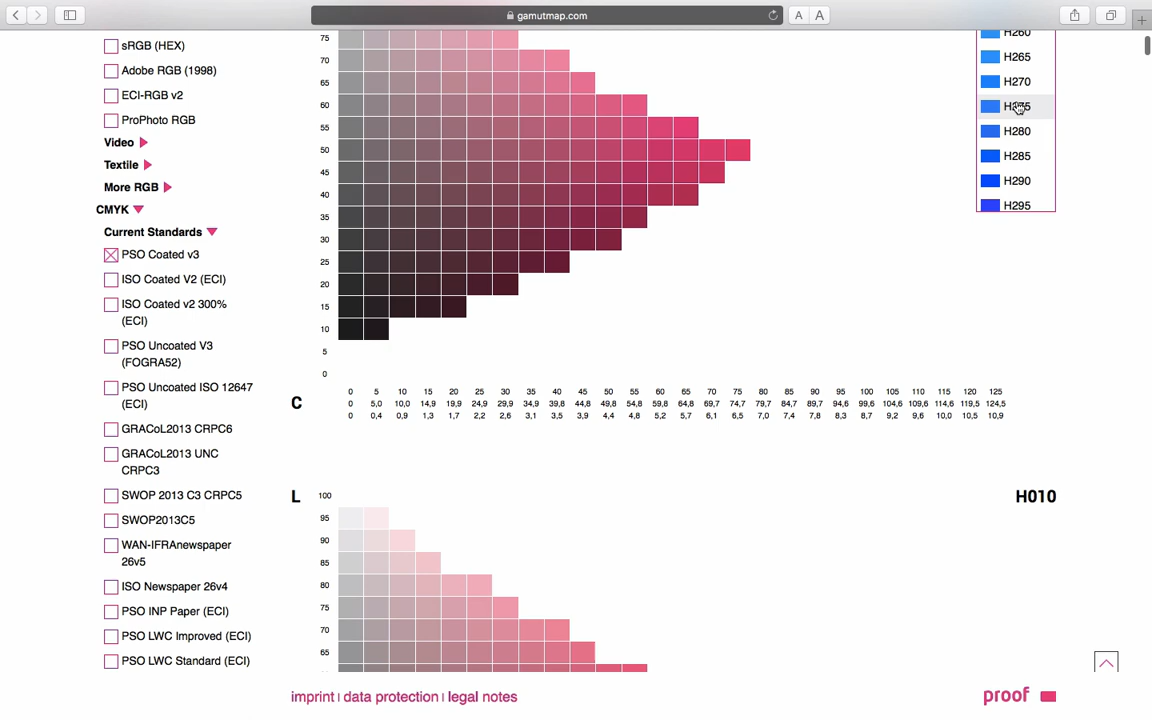 gamutmap.com
A A
sRGB (HEX)
Adobe RGB (1998)
ECI-RGB v2
ProPhoto RGB
Video
Textile
More RGB
CMYK
Current Standards
PSO Coated v3
ISO Coated V2 (ECI)
ISO Coated v2 300%
(ECI)
PSO Uncoated V3
(FOGRA52)
PSO Uncoated ISO 12647
(ECI)
GRACoL2013 CRPC6
GRACoL2013 UNC
CRPC3
SWOP 2013 C3 CRPC5
SWOP2013C5
WAN-IFRAnewspaper
26v5
ISO Newspaper 26v4
PSO INP Paper (ECI)
PSO LWC Improved (ECI)
PSO LWC Standard (ECI)
75
70
65
60
55
50
45
40
35
30
25
20
15
10
5
0
C
0 5 10 15 20 25 30 35 40 45 50 55 60 65 70 75 80 85 90 95 100 105 110 115 120 125
0 5,0 10,0 14,9 19,9 24,9 29,9 34,9 39,8 44,8 49,8 54,8 59,8 64,8 69,7 74,7 79,7 84,7 89,7 94,6 99,6 104,6 109,6 114,6 119,5 124,5
0 0,4 0,9 1,3 1,7 2,2 2,6 3,1 3,5 3,9 4,4 4,8 5,2 5,7 6,1 6,5 7,0 7,4 7,8 8,3 8,7 9,2 9,6 10,0 10,5 10,9
L
100
95
90
85
80
75
70
65
H010
H260
H265
H270
H280
H285
H290
H295
imprint | data protection | legal notes
proof